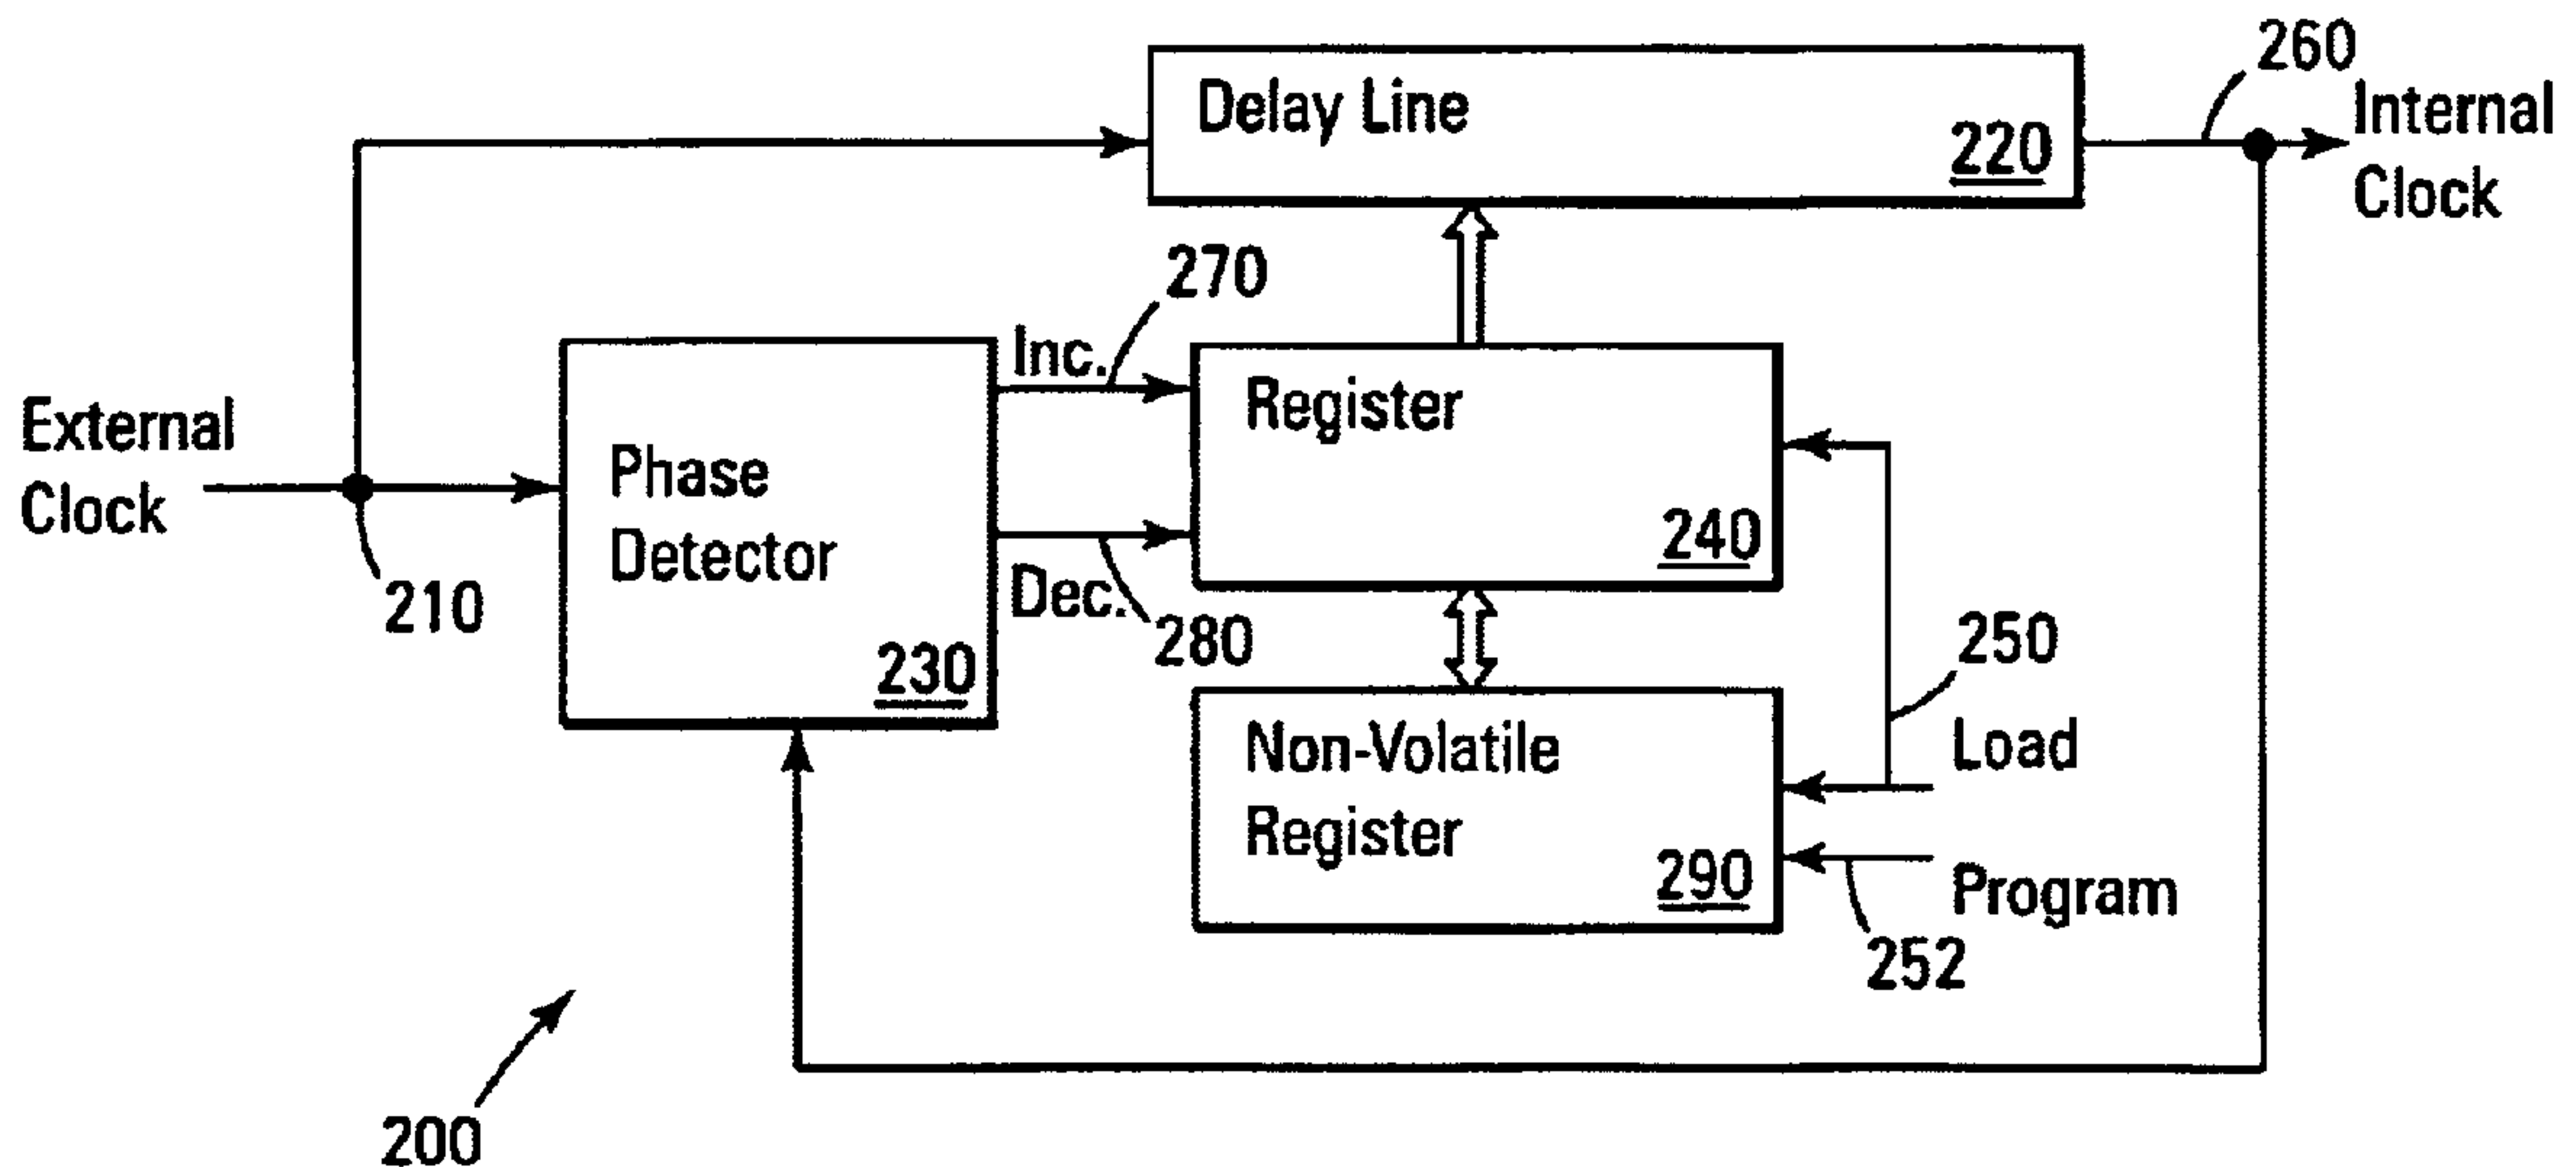 260
Delay Line
Internal
Clock
220
270
Inc.
Register
External
Clock
Phase
Detector
240
210
Dec.
280
250
230
Non-Volatile
Register
Load
290
Program
252
200